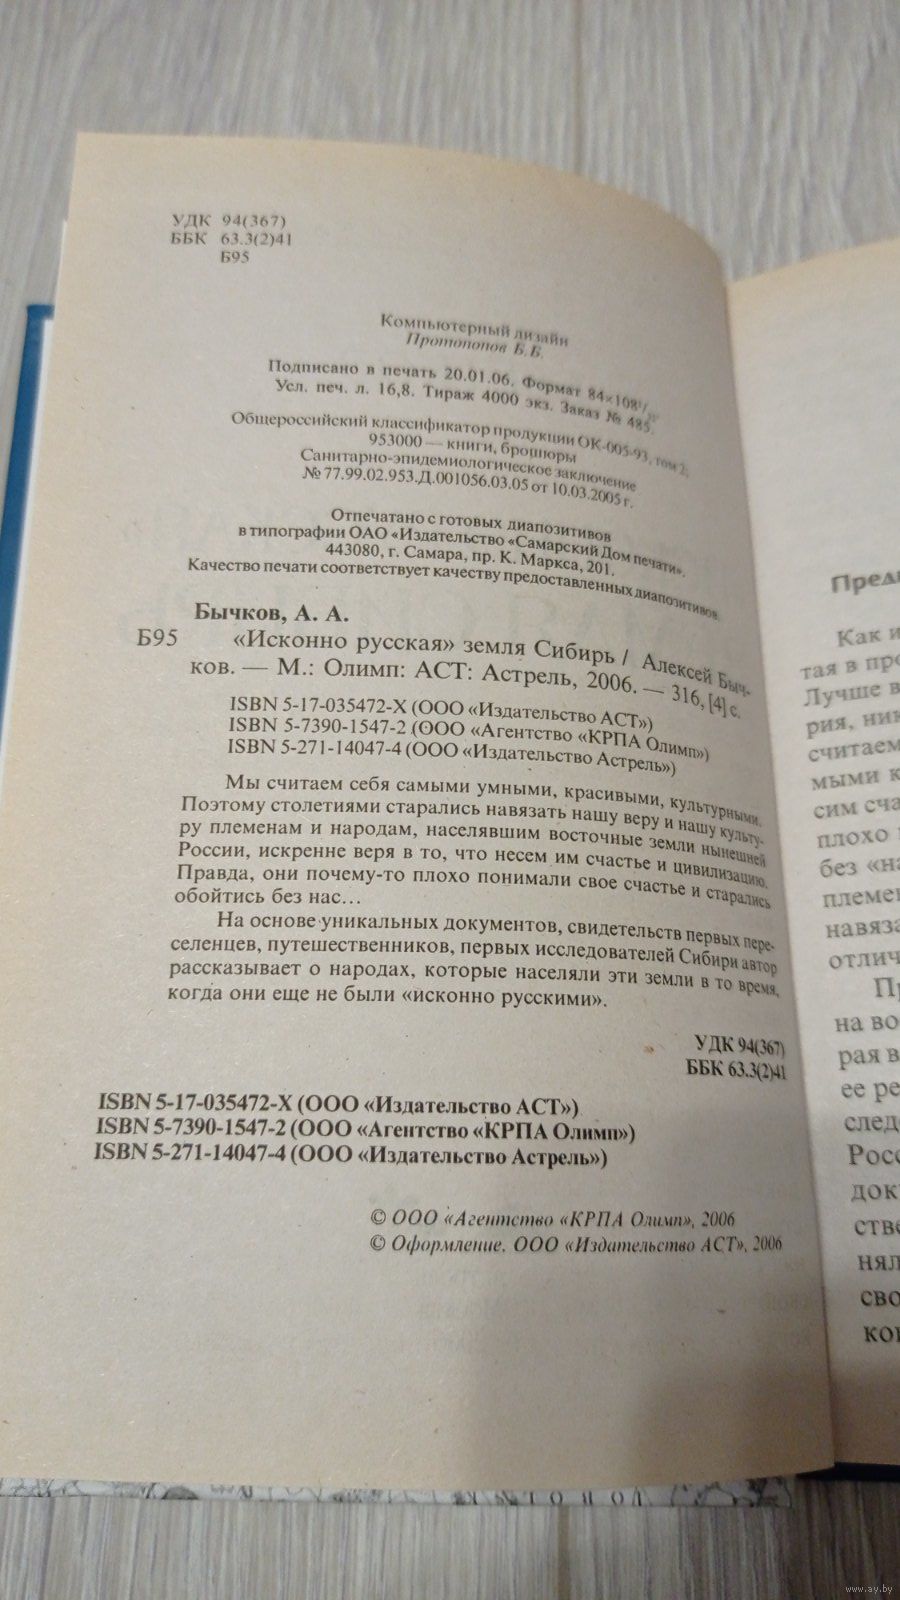 УДК 94(367)
ББК 63.3(2)41
Б95
Компьютерный дизайн
Протопопов Б.Б.
Подписано в печать 20.01.06. Формат 84×108¹/₃₂.
Усл. печ. л. 16,8. Тираж 4000 экз. Заказ № 485.
Общероссийский классификатор продукции ОК-005-93, том 2;
953000 — книги, брошюры
Санитарно-эпидемиологическое заключение
№ 77.99.02.953.Д.001056.03.05 от 10.03.2005 г.
Отпечатано с готовых диапозитивов
в типографии ОАО «Издательство «Самарский Дом печати».
443080, г. Самара, пр. К. Маркса, 201.
Качество печати соответствует качеству предоставленных диапозитивов
Бычков, А. А.
Б95 «Исконно русская» земля Сибирь / Алексей Быч-
ков. — М.: Олимп: АСТ: Астрель, 2006. — 316, [4] с.
ISBN 5-17-035472-X (ООО «Издательство АСТ»)
ISBN 5-7390-1547-2 (ООО «Агентство «КРПА Олимп»)
ISBN 5-271-14047-4 (ООО «Издательство Астрель»)
Мы считаем себя самыми умными, красивыми, культурными.
Поэтому столетиями старались навязать нашу веру и нашу культу-
ру племенам и народам, населявшим восточные земли нынешней
России, искренне веря в то, что несем им счастье и цивилизацию.
Правда, они почему-то плохо понимали свое счастье и старались
обойтись без нас...
На основе уникальных документов, свидетельств первых пере-
селенцев, путешественников, первых исследователей Сибири автор
рассказывает о народах, которые населяли эти земли в то время,
когда они еще не были «исконно русскими».
УДК 94(367)
ББК 63.3(2)41
ISBN 5-17-035472-X (ООО «Издательство АСТ»)
ISBN 5-7390-1547-2 (ООО «Агентство «КРПА Олимп»)
ISBN 5-271-14047-4 (ООО «Издательство Астрель»)
© ООО «Агентство «КРПА Олимп», 2006
© Оформление. ООО «Издательство АСТ», 2006
Как и
тая в про
Лучше в
рия, ник
считаем
мыми к
сим сча
плохо
без «на
племен
навяза
отлич
на во
рая в
ее ре
след
Росс
док
ств
нял
сво
кон
www.ay.by